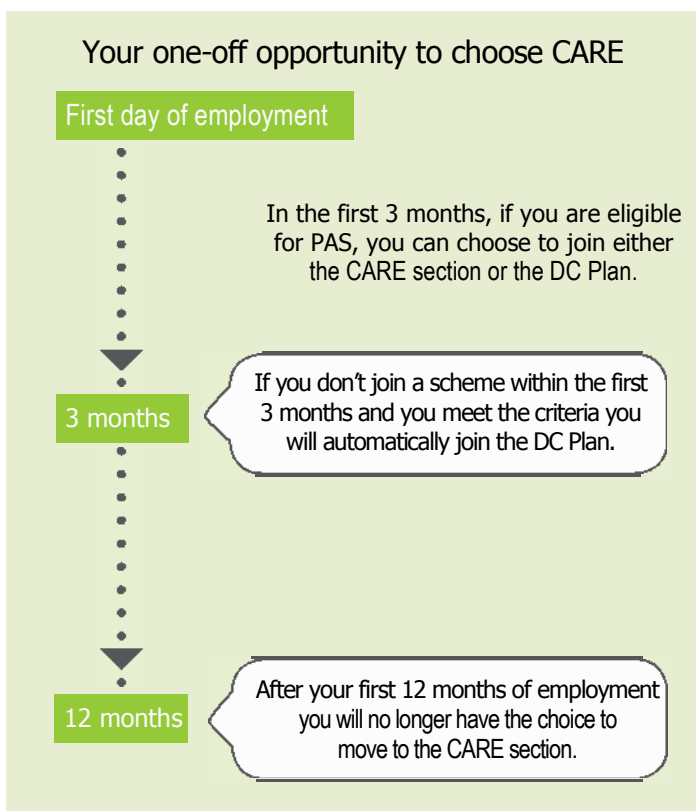 Your one-off opportunity to choose CARE
First day of employment
In the first 3 months, if you are eligible
for PAS, you can choose to join either
the CARE section or the DC Plan.
3 months
If you don’t join a scheme within the first
3 months and you meet the criteria you
will automatically join the DC Plan.
12 months
After your first 12 months of employment
you will no longer have the choice to
move to the CARE section.